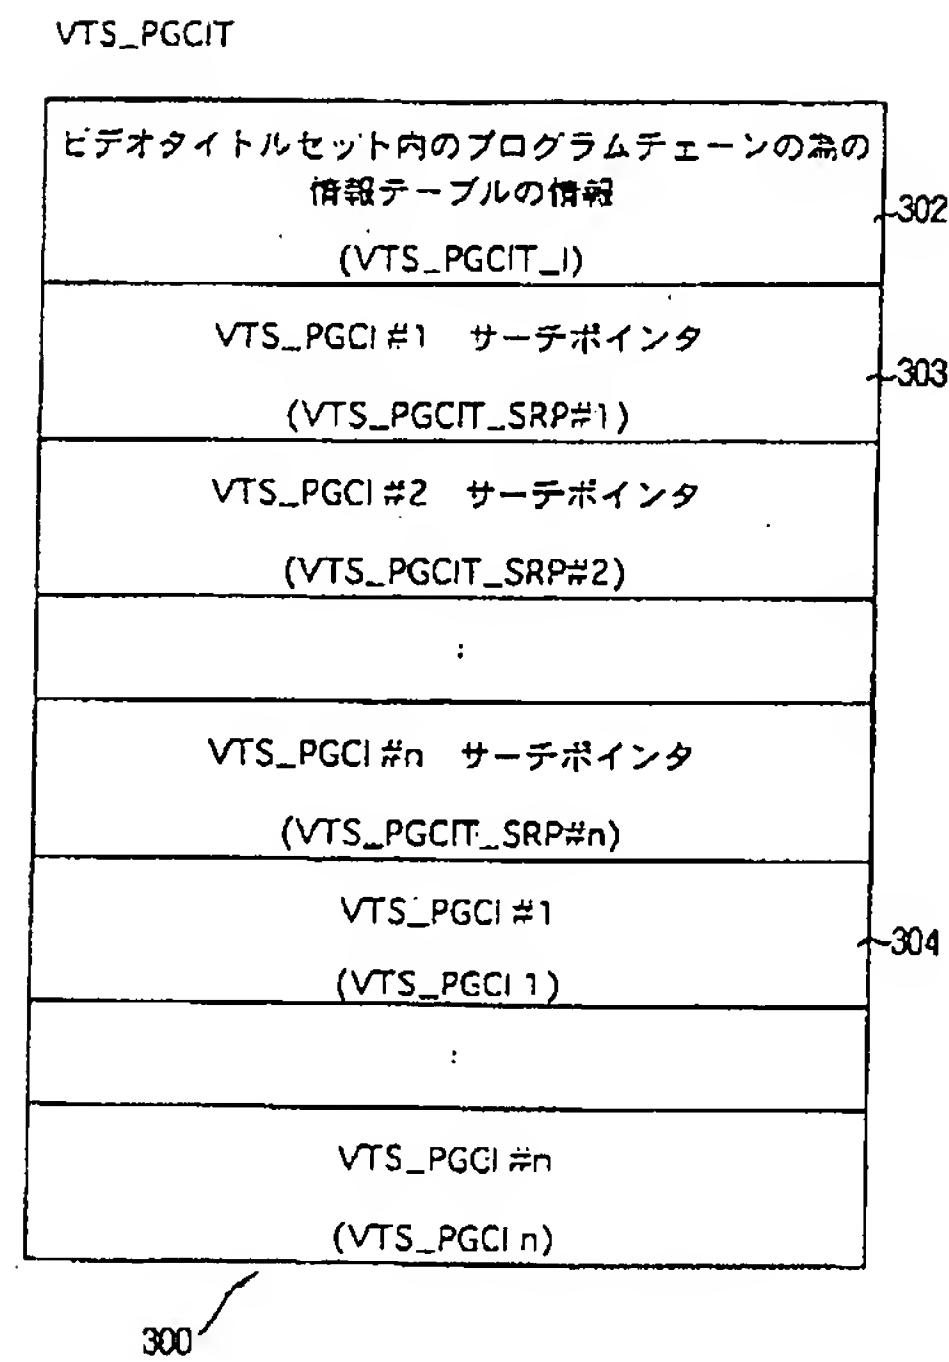 VTS_PGCIT
ビデオタイトルセット内のプログラムチェーンの為の
情報テーブルの情報
(VTS_PGCIT_I)
302
VTS_PGCI #1 サーチポインタ
(VTS_PGCIT_SRP#1)
303
VTS_PGCI #2 サーチポインタ
(VTS_PGCIT_SRP#2)
:
VTS_PGCI #n サーチポインタ
(VTS_PGCIT_SRP#n)
VTS_PGCI #1
(VTS_PGCI 1)
304
:
VTS_PGCI #n
(VTS_PGCI n)
300